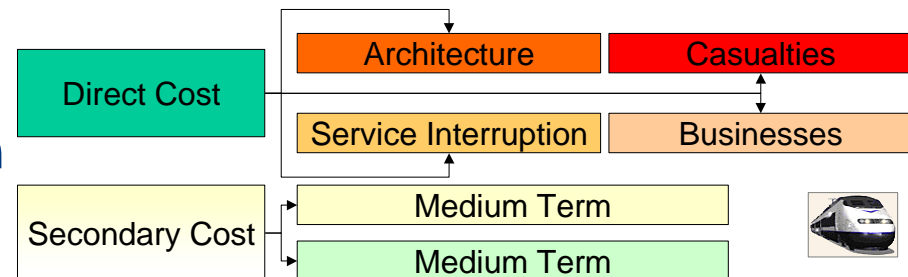 Architecture
Casualties
Direct Cost
Service Interruption
Businesses
Medium Term
Secondary Cost
Medium Term